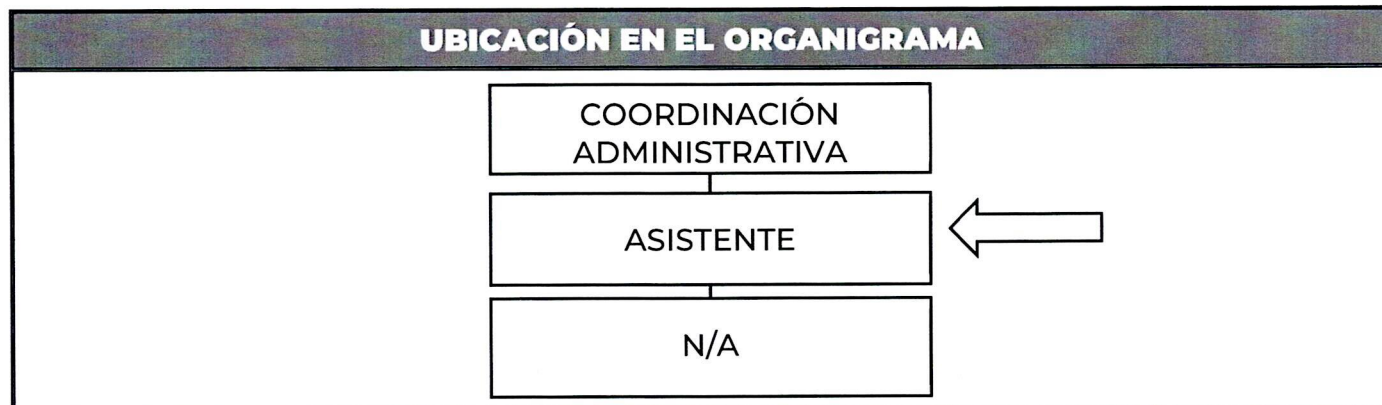 UBICACIÓN EN EL ORGANIGRAMA
COORDINACIÓN
ADMINISTRATIVA
ASISTENTE
N/A